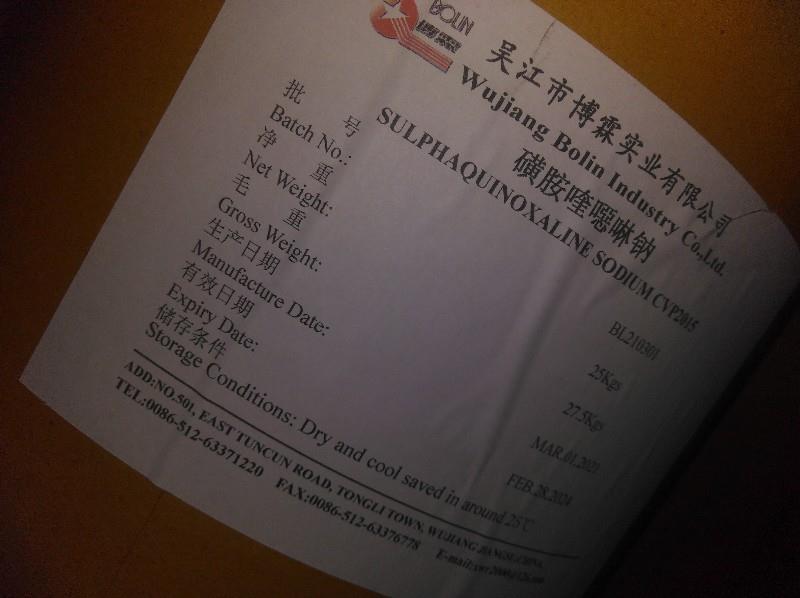 BOLIN
博霖
吴江市博霖实业有限公司
Wujiang Bolin Industry Co.,Ltd.
磺胺喹噁啉钠
SULPHAQUINOXALINE SODIUM CVP2015
批 号
Batch No.: BL210301
净 重
Net Weight: 25Kgs
毛 重
Gross Weight: 27.5Kgs
生产日期
Manufacture Date: MAR.01.2021
有效日期
Expiry Date: FEB.28.2024
储存条件
Storage Conditions: Dry and cool saved in around 25℃
ADD:NO.501, EAST TUNCUN ROAD, TONGLI TOWN, WUJIANG JIANGSU,CHINA.
TEL:0086-512-63371220 FAX:0086-512-63376778 E-mail: